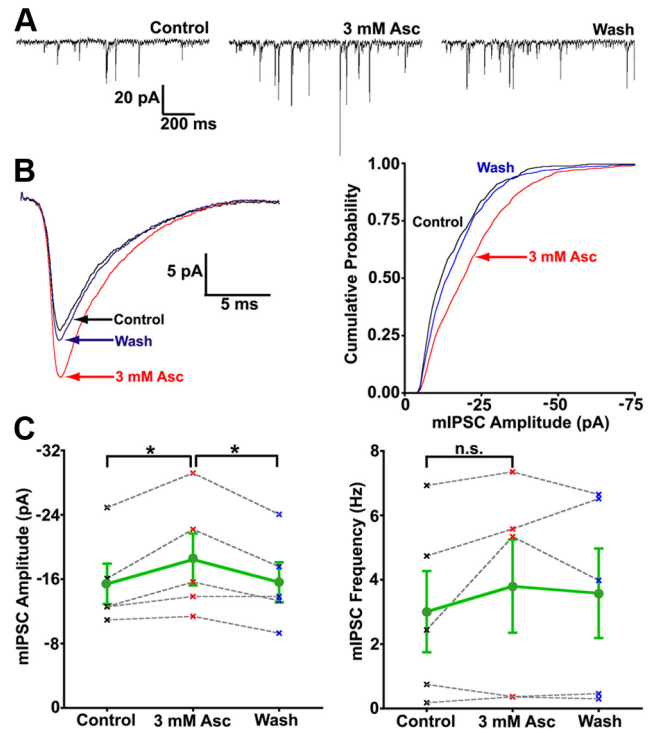 A
Control
3 mM Asc
Wash
20 pA
200 ms
B
Control
Wash
3 mM Asc
5 pA
5 ms
Cumulative Probability
1.00
0.75
0.50
0.25
0.00
Wash
Control
3 mM Asc
0 -25 -50 -75
mIPSC Amplitude (pA)
C
mIPSC Amplitude (pA)
-32
-24
-16
-8
0
* *
Control 3 mM Asc Wash
mIPSC Frequency (Hz)
8
6
4
2
0
n.s.
Control 3 mM Asc Wash